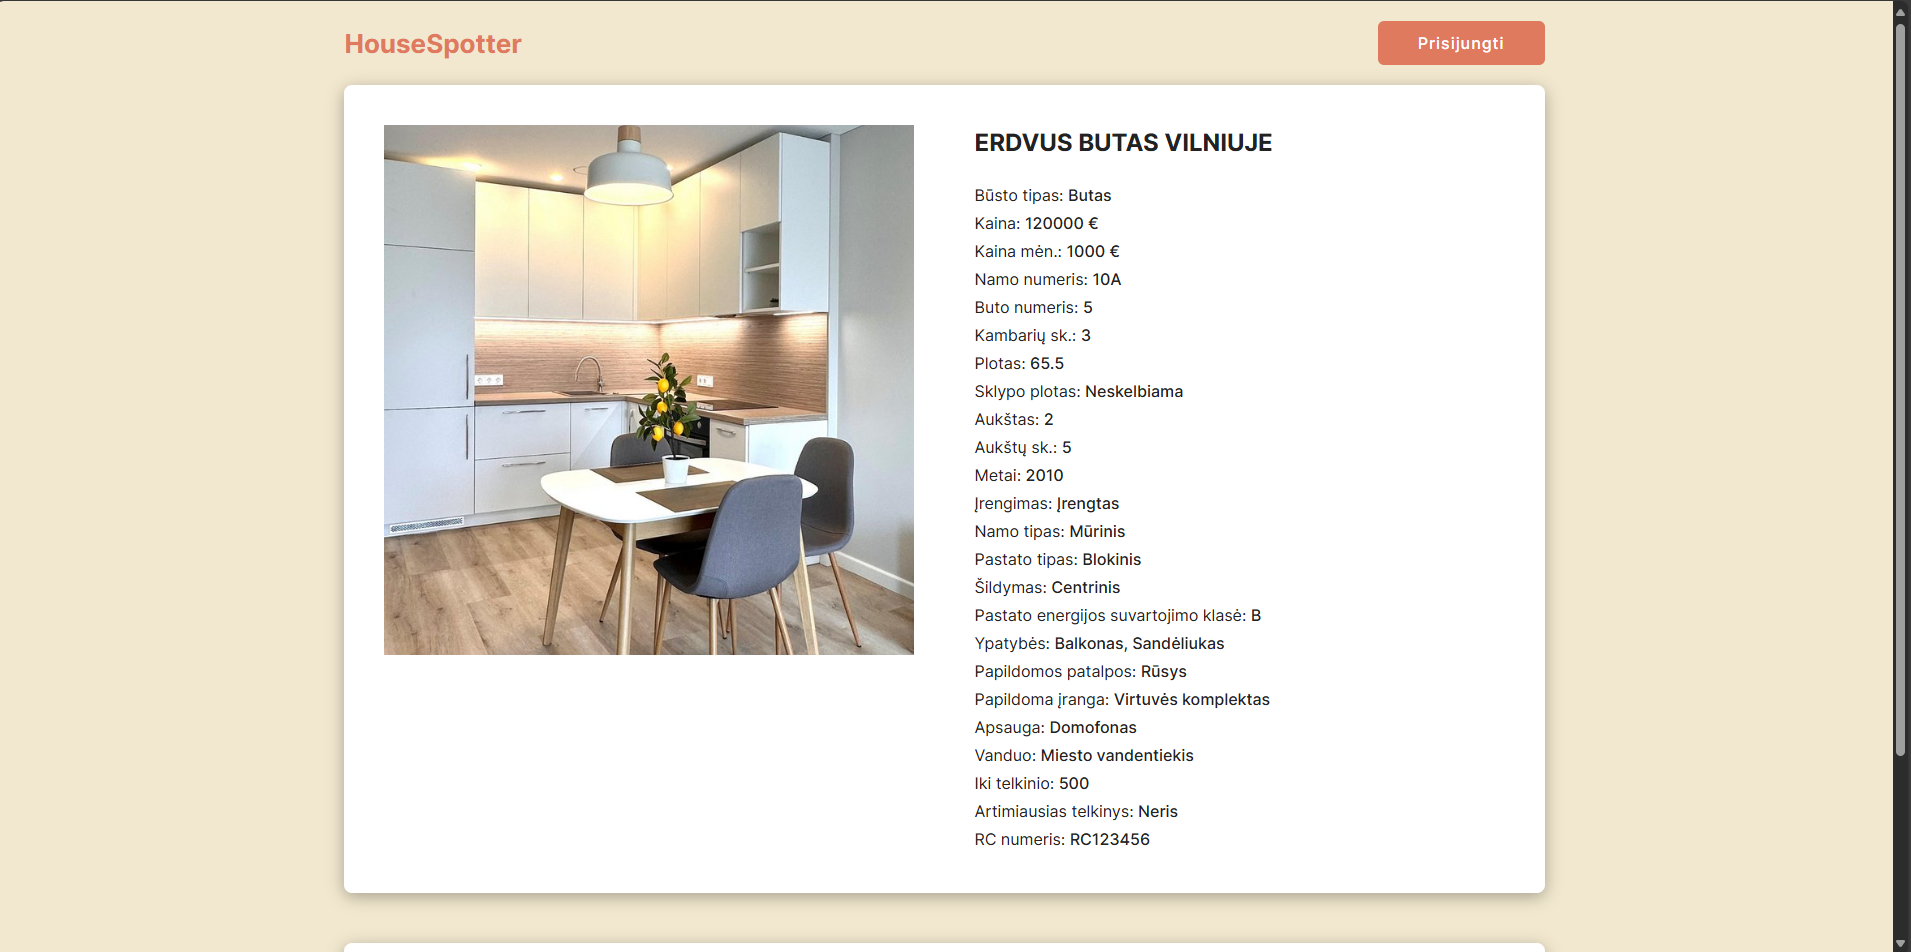 HouseSpotter
Prisijungti
ERDVUS BUTAS VILNIUJE
Būsto tipas: Butas
Kaina: 120000 €
Kaina mėn.: 1000 €
Namo numeris: 10A
Buto numeris: 5
Kambarių sk.: 3
Plotas: 65.5
Sklypo plotas: Neskelbiama
Aukštas: 2
Aukštų sk.: 5
Metai: 2010
Įrengimas: Įrengtas
Namo tipas: Mūrinis
Pastato tipas: Blokinis
Šildymas: Centrinis
Pastato energijos suvartojimo klasė: B
Ypatybės: Balkonas, Sandėliukas
Papildomos patalpos: Rūsys
Papildoma įranga: Virtuvės komplektas
Apsauga: Domofonas
Vanduo: Miesto vandentiekis
Iki telkinio: 500
Artimiausias telkinys: Neris
RC numeris: RC123456